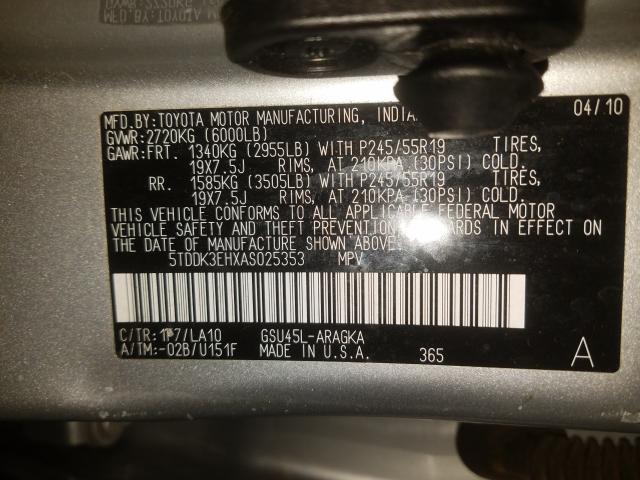 MFD.BY:TOYOTA MOTOR MANUFACTURING, INDIA 04/10
GVWR:2720KG (6000LB)
GAWR:FRT. 1340KG (2955LB) WITH P245/55R19 TIRES,
19X7.5J RIMS, AT 210KPA (30PSI) COLD.
RR. 1585KG (3505LB) WITH P245/55R19 TIRES,
19X7.5J RIMS, AT 210KPA (30PSI) COLD.
THIS VEHICLE CONFORMS TO ALL APPLICABLE FEDERAL MOTOR
VEHICLE SAFETY AND THEFT PREVENTION STANDARDS IN EFFECT ON
THE DATE OF MANUFACTURE SHOWN ABOVE.
5TDDK3EHXAS025353 MPV
C/TR: /LA10 GSU45L-ARAGKA
A/TM:-02B/U151F MADE IN U.S.A. 365 A